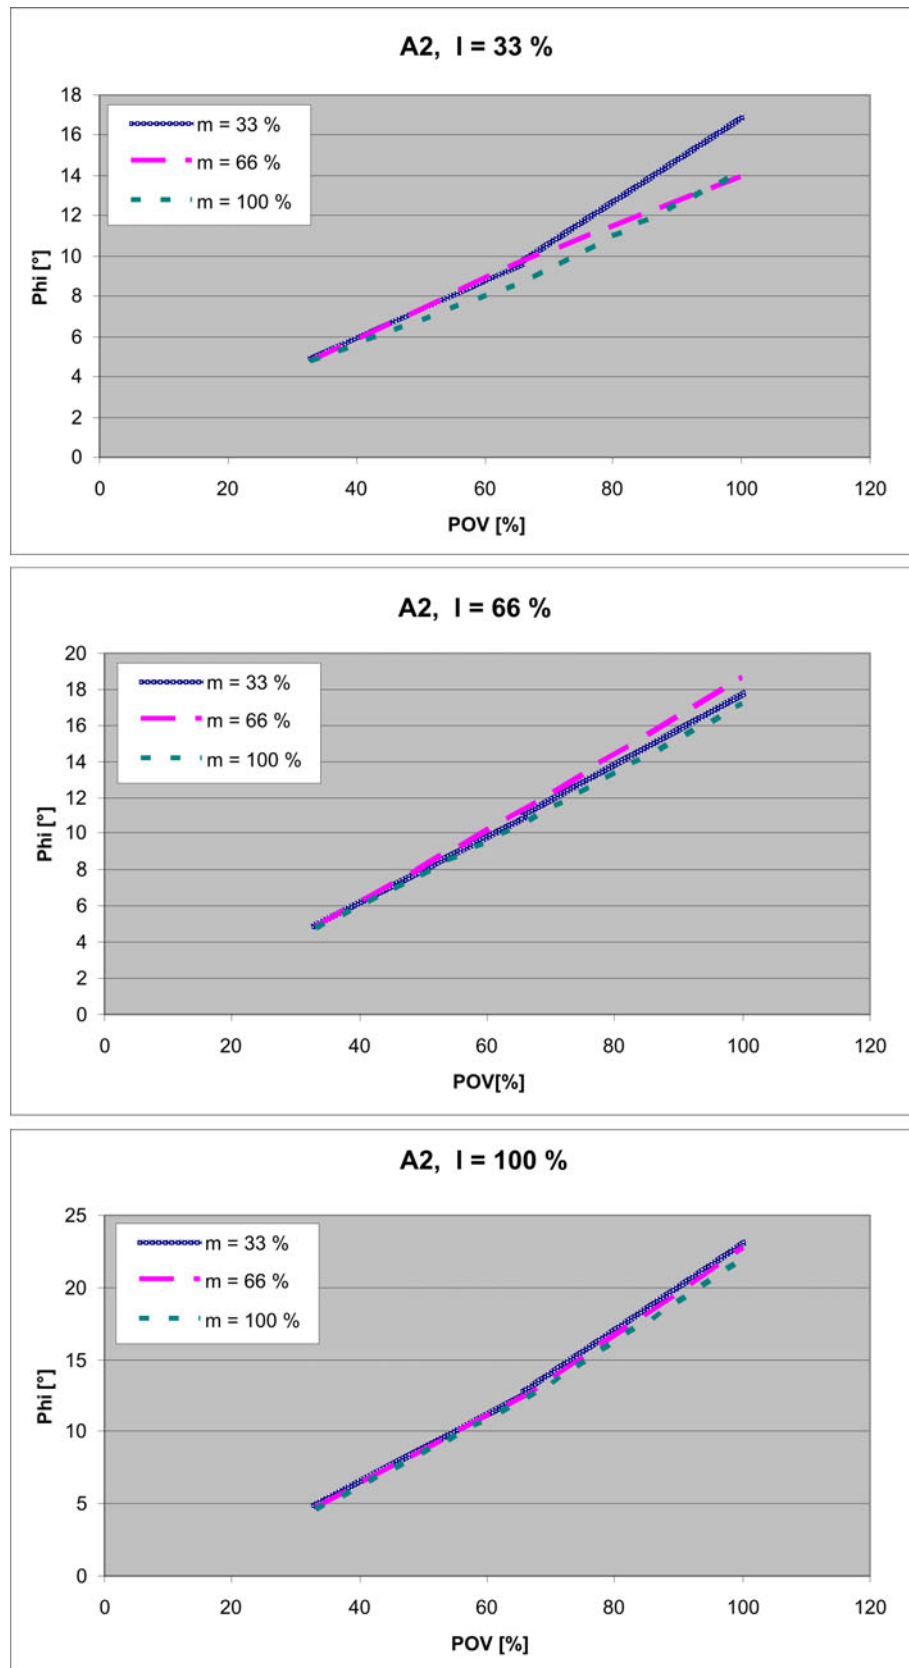 A2, I = 33 %
18
16
14
12
10
8
6
4
2
0
m = 33 %
m = 66 %
m = 100 %
Phi [°]
0 20 40 60 80 100 120
POV [%]
A2, I = 66 %
20
18
16
14
12
10
8
6
4
2
0
m = 33 %
m = 66 %
m = 100 %
Phi [°]
0 20 40 60 80 100 120
POV[%]
A2, I = 100 %
25
20
15
10
5
0
m = 33 %
m = 66 %
m = 100 %
Phi [°]
0 20 40 60 80 100 120
POV [%]